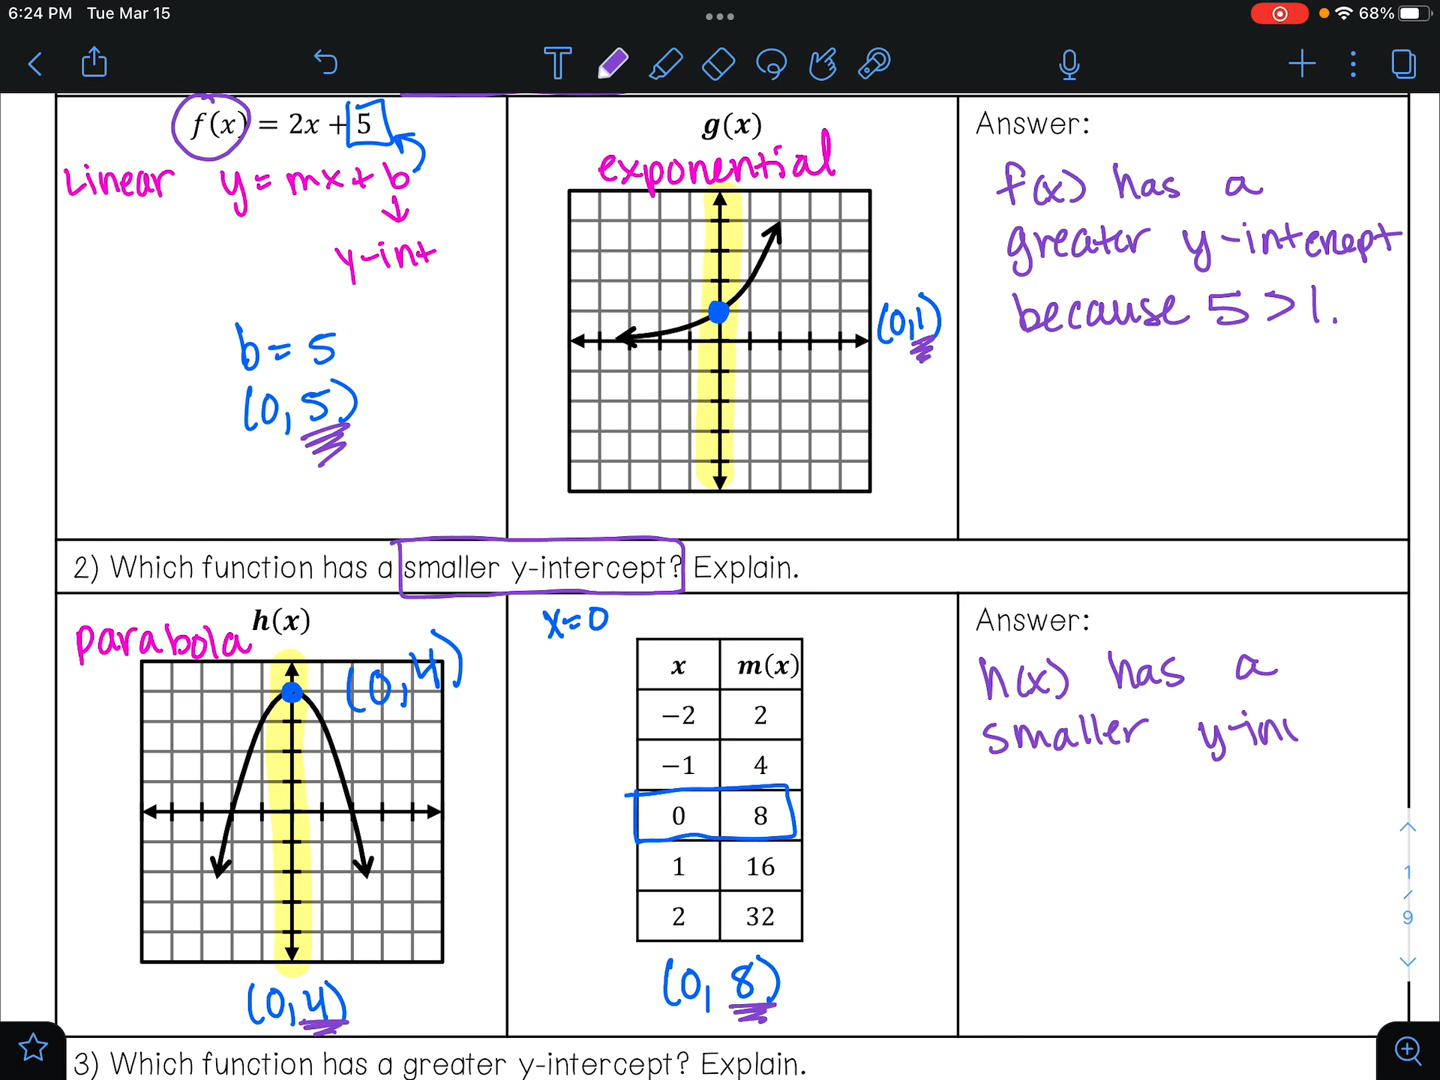 6:24 PM Tue Mar 15
68%
f(x) = 2x + 5
Linear y = mx + b
y-int
b = 5
(0, 5)
g(x)
exponential
(0,1)
Answer:
f(x) has a
greater y-intercept
because 5 > 1.
2) Which function has a smaller y-intercept? Explain.
h(x)
parabola
(0,4)
(0,4)
x=0
x m(x)
−2 2
−1 4
0 8
1 16
2 32
(0, 8)
Answer:
h(x) has a
smaller y-in
1
/
9
3) Which function has a greater y-intercept? Explain.